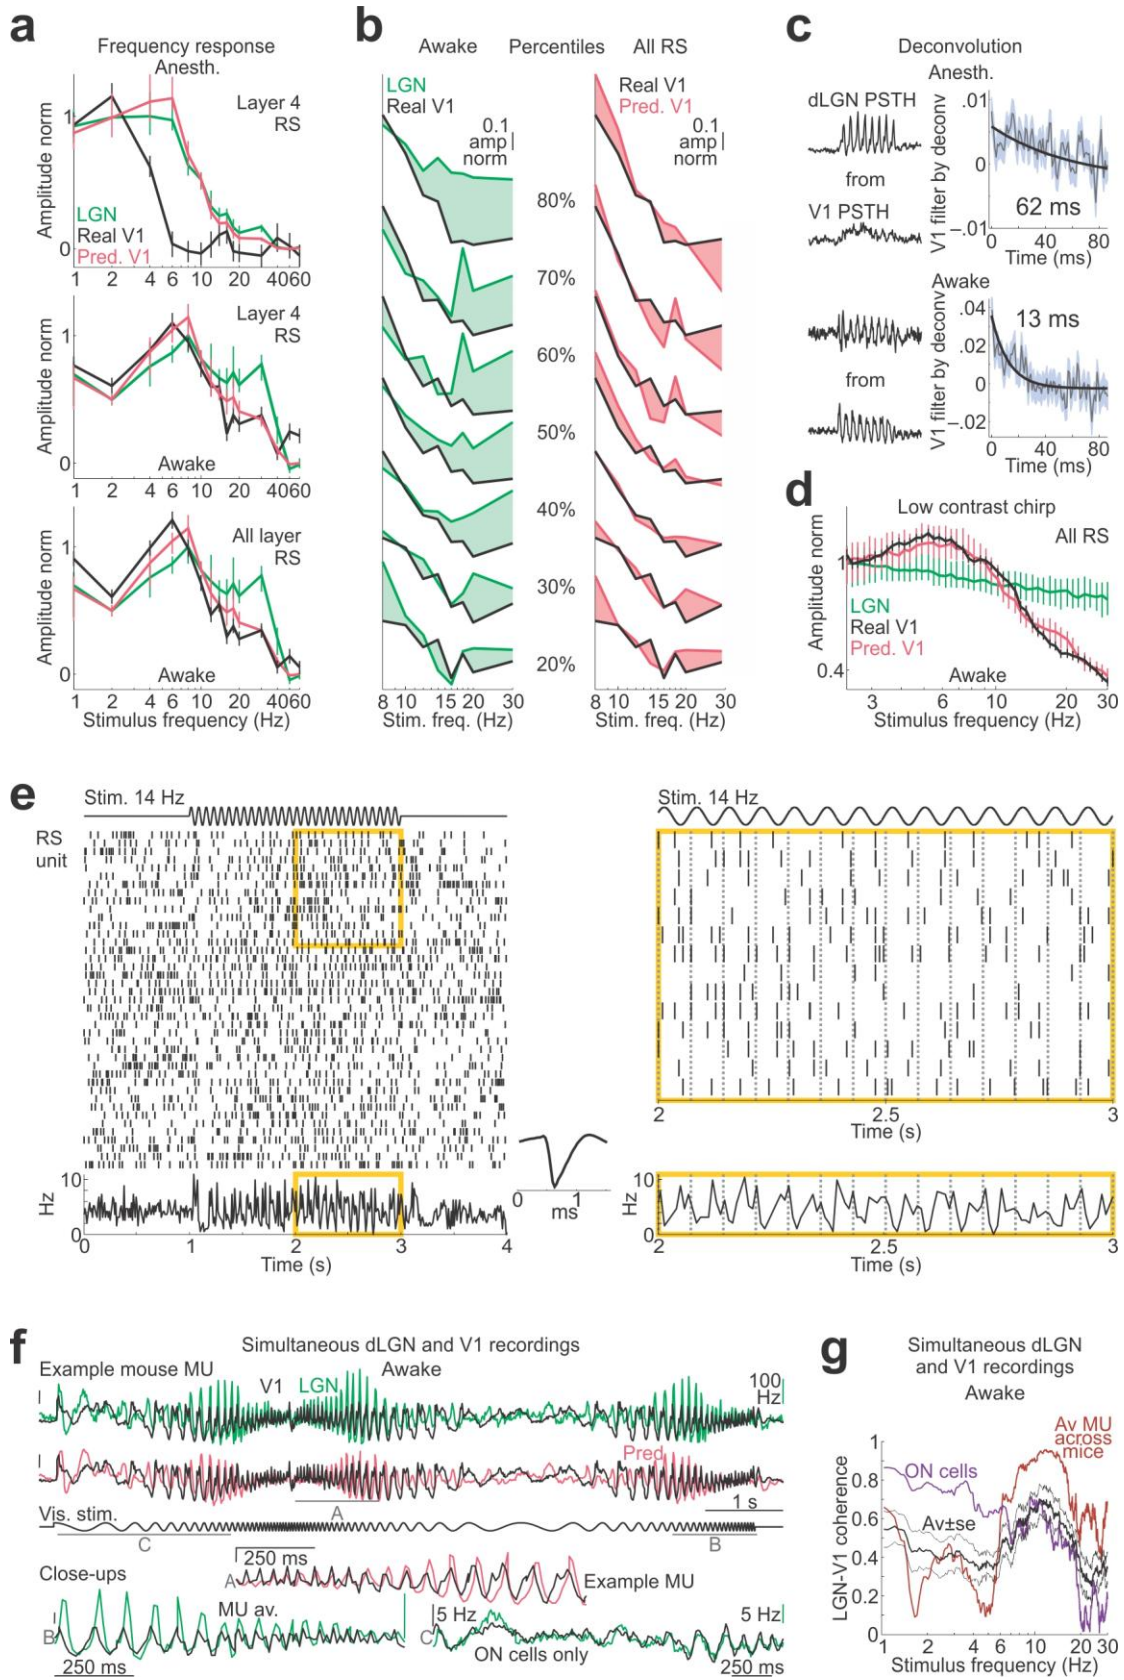 a
Frequency response
Anesth.
Layer 4
RS
Amplitude norm
1
0
LGN
Real V1
Pred. V1
1 2 4 6 10 20 4060
Layer 4
RS
Amplitude norm
1
0
Awake
1 2 4 6 10 20 4060
All layer
RS
Amplitude norm
1
0
Awake
1 2 4 6 10 20 4060
Stimulus frequency (Hz)
b
Awake Percentiles All RS
LGN
Real V1
0.1
amp
norm
Real V1
Pred. V1
0.1
amp
norm
80%
70%
60%
50%
40%
30%
20%
8 10 15 20 30
Stim. freq. (Hz)
8 10 15 20 30
Stim. freq. (Hz)
c
Deconvolution
Anesth.
dLGN PSTH
from
V1 PSTH
V1 filter by deconv
.01
0
−.01
62 ms
0 40 80
Time (ms)
Awake
from
V1 filter by deconv
.04
.02
0
−.02
13 ms
0 40 80
Time (ms)
d
Low contrast chirp
All RS
Amplitude norm
1
0.4
LGN
Real V1
Pred. V1
Awake
3 6 10 20 30
Stimulus frequency (Hz)
e
Stim. 14 Hz
RS
unit
10
Hz
0
0 1 2 3 4
Time (s)
0 1
ms
Stim. 14 Hz
2 2.5 3
Time (s)
10
Hz
0
2 2.5 3
Time (s)
f
Simultaneous dLGN and V1 recordings
Example mouse MU
Awake
V1 LGN
100
Hz
Pred.
A
1 s
Vis. stim.
C
B
250 ms
Close-ups
A
Example MU
MU av.
B
250 ms
5 Hz
5 Hz
C
ON cells only
250 ms
g
Simultaneous dLGN
and V1 recordings
Awake
Av MU
across
mice
ON cells
Av±se
LGN-V1 coherence
1
0.8
0.6
0.4
0.2
0
1 2 4 6 10 20 30
Stimulus frequency (Hz)